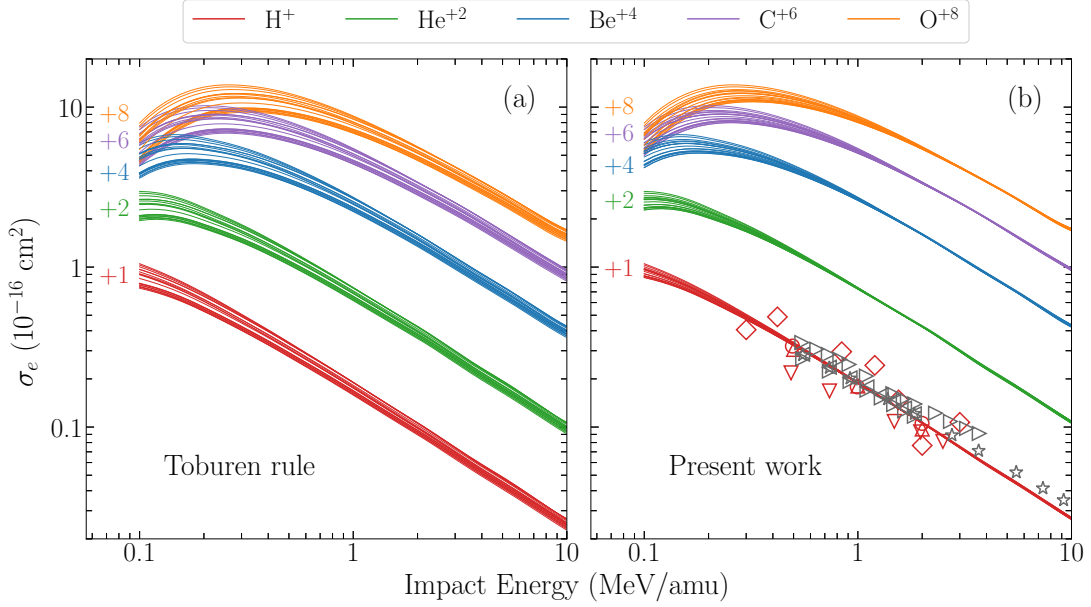 H⁺ He⁺² Be⁺⁴ C⁺⁶ O⁺⁸
(a) (b)
10
1
0.1
σₑ (10⁻¹⁶ cm²)
+8
+6
+4
+2
+1
+8
+6
+4
+2
+1
Toburen rule
Present work
0.1 1 10
0.1 1 10
Impact Energy (MeV/amu)